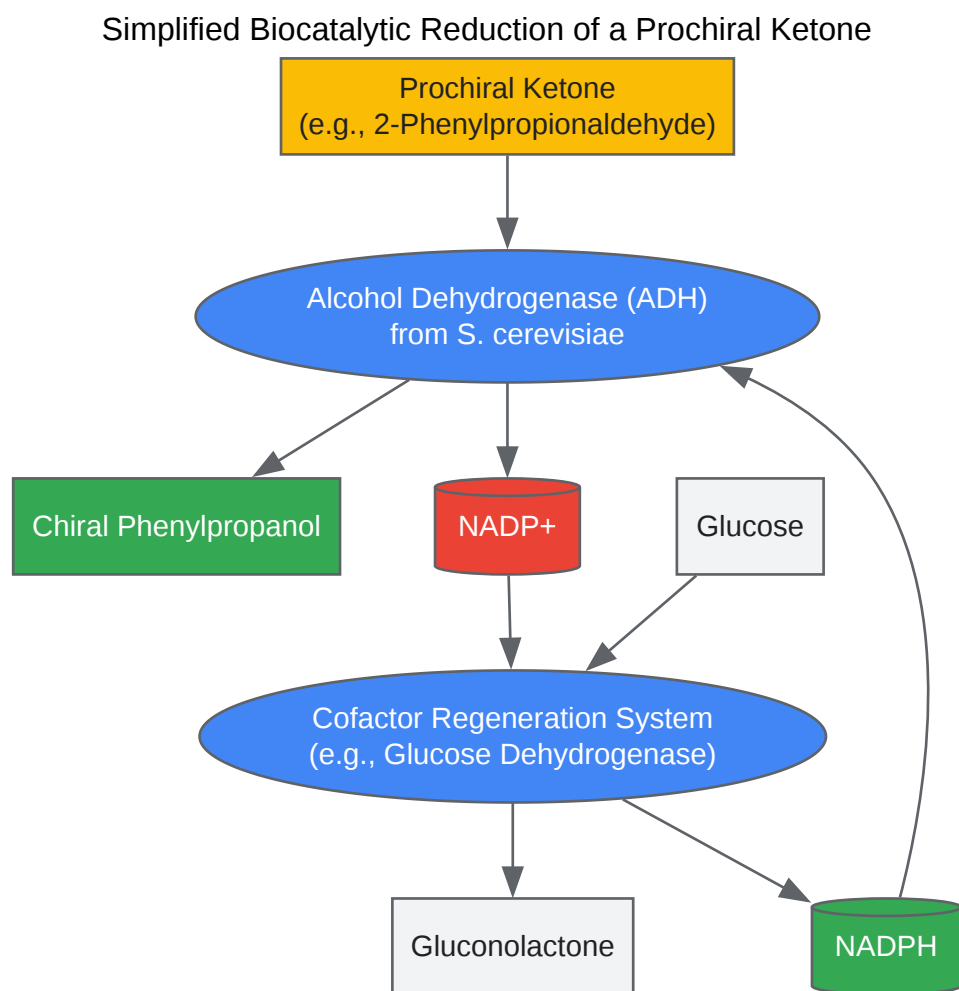 Simplified Biocatalytic Reduction of a Prochiral Ketone
Prochiral Ketone
(e.g., 2-Phenylpropionaldehyde)
Alcohol Dehydrogenase (ADH)
from S. cerevisiae
Chiral Phenylpropanol
NADP+
Glucose
Cofactor Regeneration System
(e.g., Glucose Dehydrogenase)
Gluconolactone
NADPH